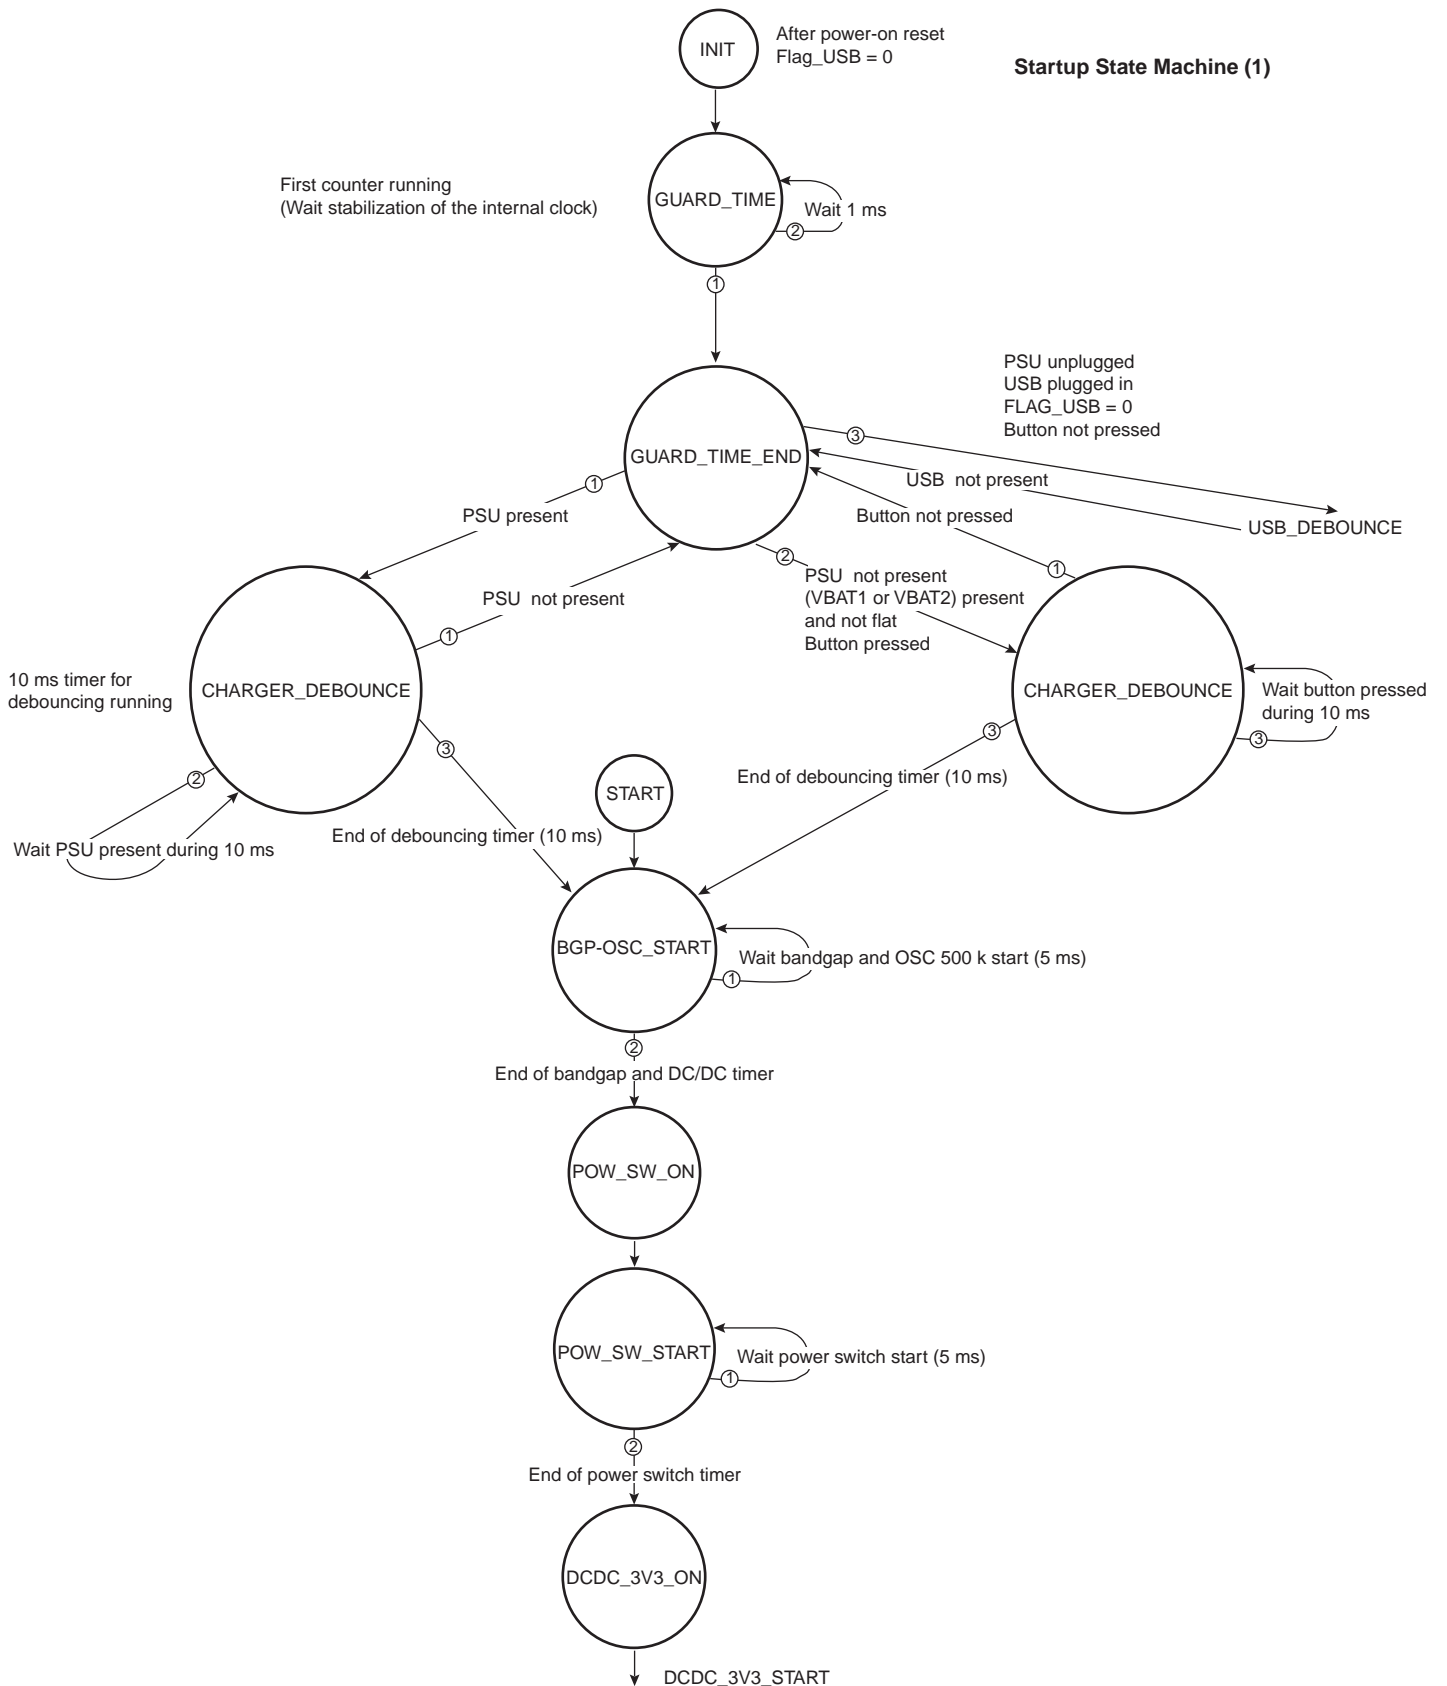 INIT
After power-on reset
Flag_USB = 0
Startup State Machine (1)
First counter running
(Wait stabilization of the internal clock)
GUARD_TIME
Wait 1 ms
2
1
PSU unplugged
USB plugged in
FLAG_USB = 0
Button not pressed
3
GUARD_TIME_END
USB not present
1
PSU present
Button not pressed
USB_DEBOUNCE
2
PSU not present
(VBAT1 or VBAT2) present
and not flat
Button pressed
1
PSU not present
1
10 ms timer for
debouncing running
CHARGER_DEBOUNCE
CHARGER_DEBOUNCE
Wait button pressed
during 10 ms
3
3
3
2
End of debouncing timer (10 ms)
START
Wait PSU present during 10 ms
End of debouncing timer (10 ms)
BGP-OSC_START
Wait bandgap and OSC 500 k start (5 ms)
1
2
End of bandgap and DC/DC timer
POW_SW_ON
POW_SW_START
Wait power switch start (5 ms)
1
2
End of power switch timer
DCDC_3V3_ON
DCDC_3V3_START